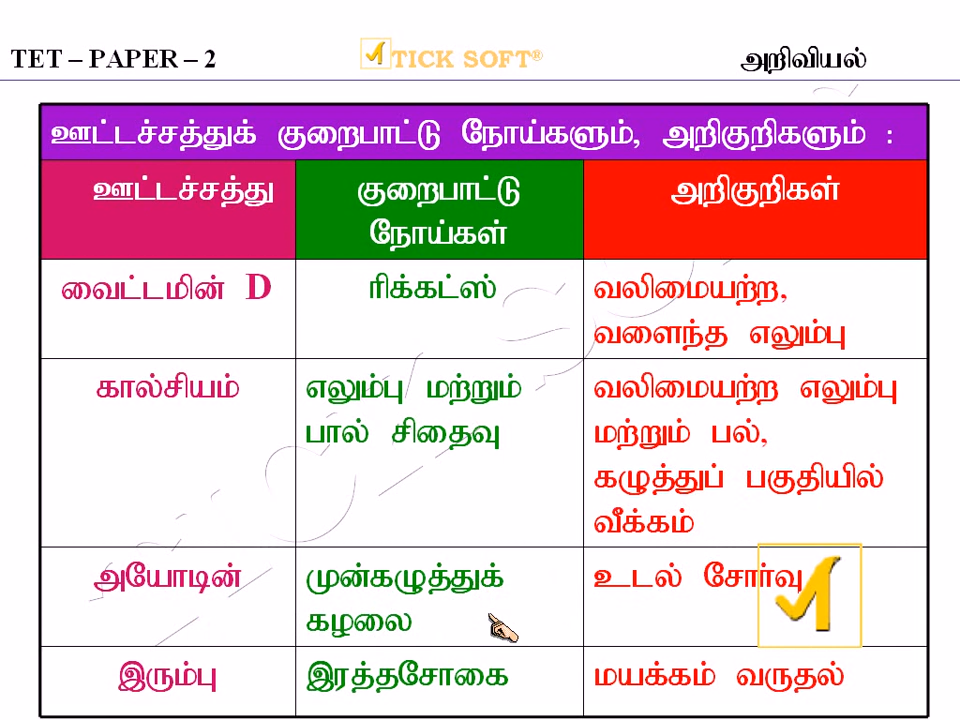 TET – PAPER – 2 TICK SOFT® அறிவியல்
ஊட்டச்சத்துக் குறைபாட்டு நோய்களும், அறிகுறிகளும் :
ஊட்டச்சத்து
குறைபாட்டு
நோய்கள்
அறிகுறிகள்
வைட்டமின் D
ரிக்கட்ஸ்
வலிமையற்ற,
வளைந்த எலும்பு
கால்சியம்
எலும்பு மற்றும்
பால் சிதைவு
வலிமையற்ற எலும்பு
மற்றும் பல்,
கழுத்துப் பகுதியில்
வீக்கம்
அயோடின்
முன்கழுத்துக்
கழலை
உடல் சோர்வு
இரும்பு
இரத்தசோகை
மயக்கம் வருதல்